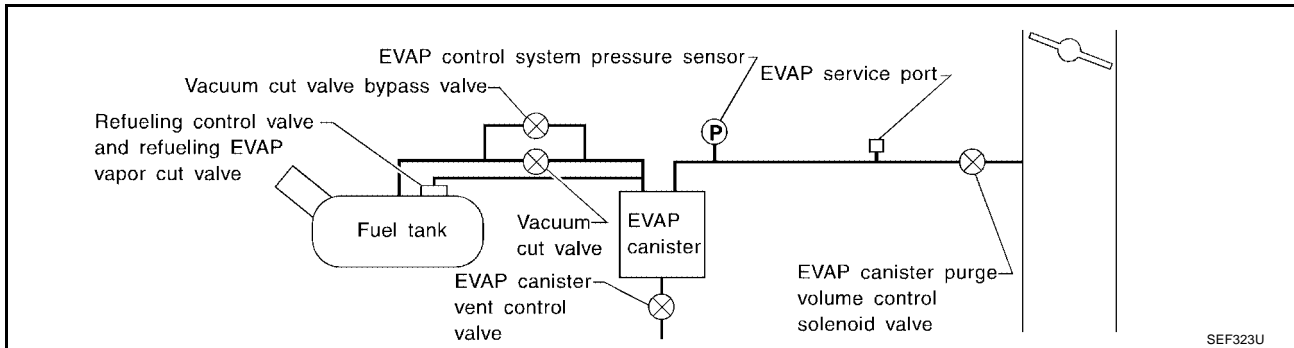 EVAP control system pressure sensor
EVAP service port
Vacuum cut valve bypass valve
Refueling control valve
and refueling EVAP
vapor cut valve
P
Fuel tank
Vacuum
cut valve
EVAP
canister
EVAP canister
vent control
valve
EVAP canister purge
volume control
solenoid valve
SEF323U